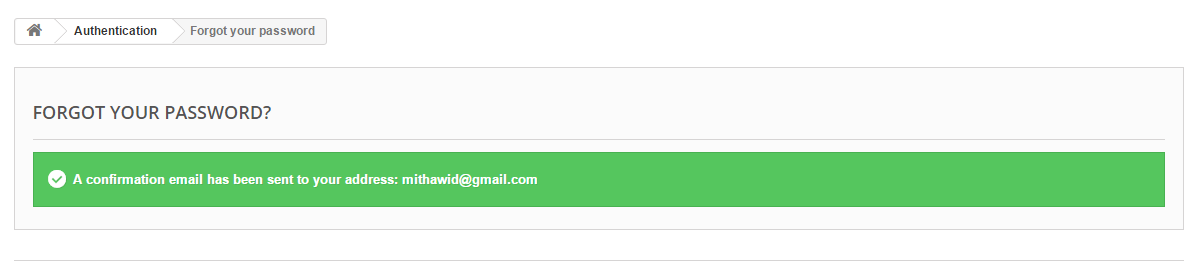 Authentication Forgot your password
FORGOT YOUR PASSWORD?
A confirmation email has been sent to your address: mithawid@gmail.com